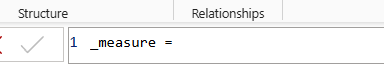 Structure Relationships
1 _measure =